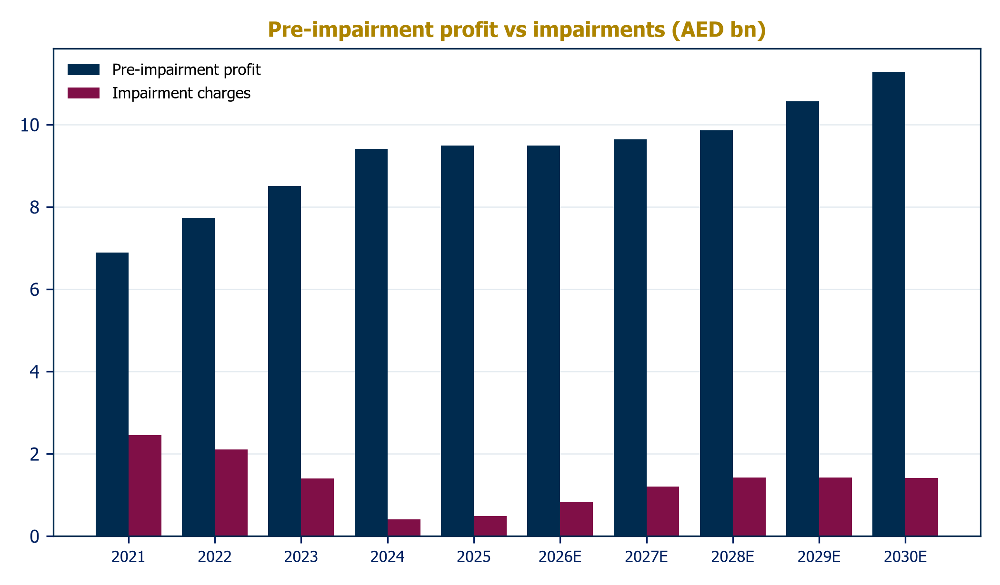 Pre-impairment profit vs impairments (AED bn)
Pre-impairment profit
Impairment charges
10
8
6
4
2
0
2021 2022 2023 2024 2025 2026E 2027E 2028E 2029E 2030E